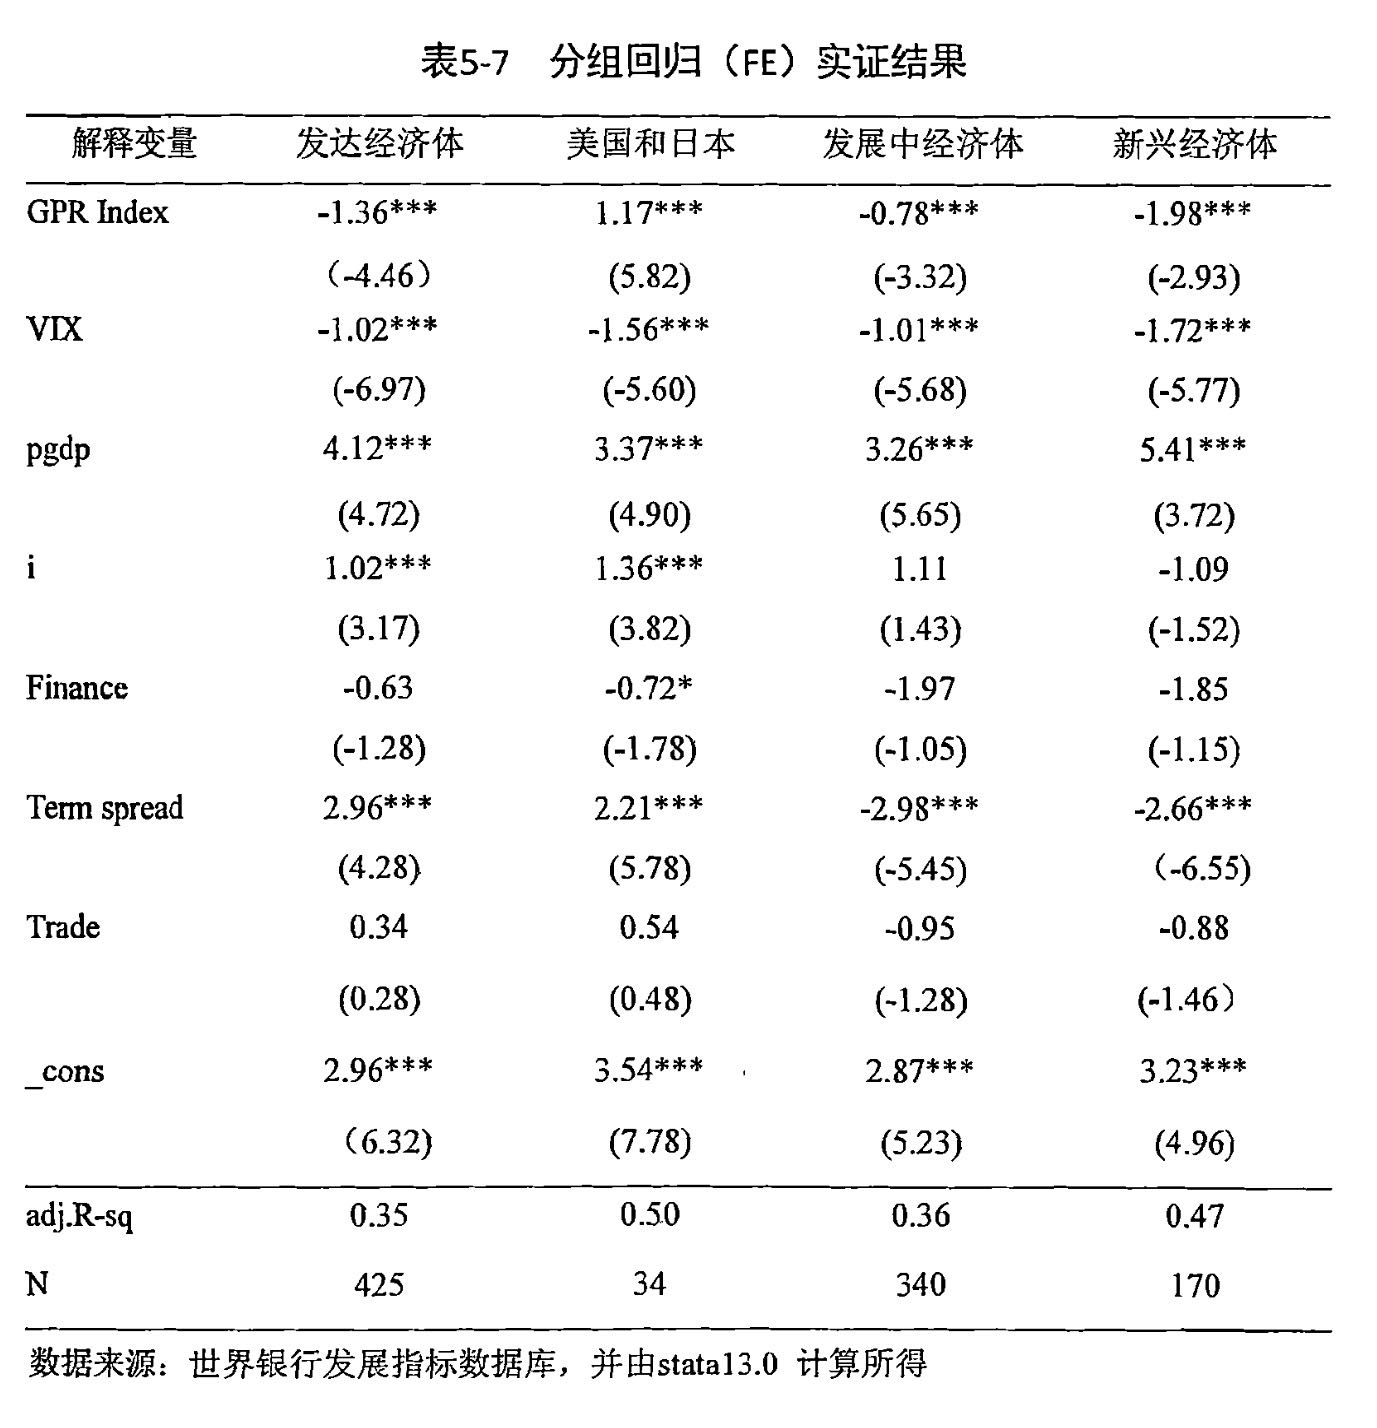 表5-7 分组回归（FE）实证结果
解释变量 发达经济体 美国和日本 发展中经济体 新兴经济体
GPR Index -1.36*** 1.17*** -0.78*** -1.98***
（-4.46） (5.82) (-3.32) (-2.93)
VIX -1.02*** -1.56*** -1.01*** -1.72***
(-6.97) (-5.60) (-5.68) (-5.77)
pgdp 4.12*** 3.37*** 3.26*** 5.41***
(4.72) (4.90) (5.65) (3.72)
i 1.02*** 1.36*** 1.11 -1.09
(3.17) (3.82) (1.43) (-1.52)
Finance -0.63 -0.72* -1.97 -1.85
(-1.28) (-1.78) (-1.05) (-1.15)
Term spread 2.96*** 2.21*** -2.98*** -2.66***
(4.28) (5.78) (-5.45) （-6.55)
Trade 0.34 0.54 -0.95 -0.88
(0.28) (0.48) (-1.28) (-1.46）
_cons 2.96*** 3.54*** 2.87*** 3.23***
（6.32) (7.78) (5.23) (4.96)
adj.R-sq 0.35 0.50 0.36 0.47
N 425 34 340 170
数据来源：世界银行发展指标数据库，并由stata13.0 计算所得